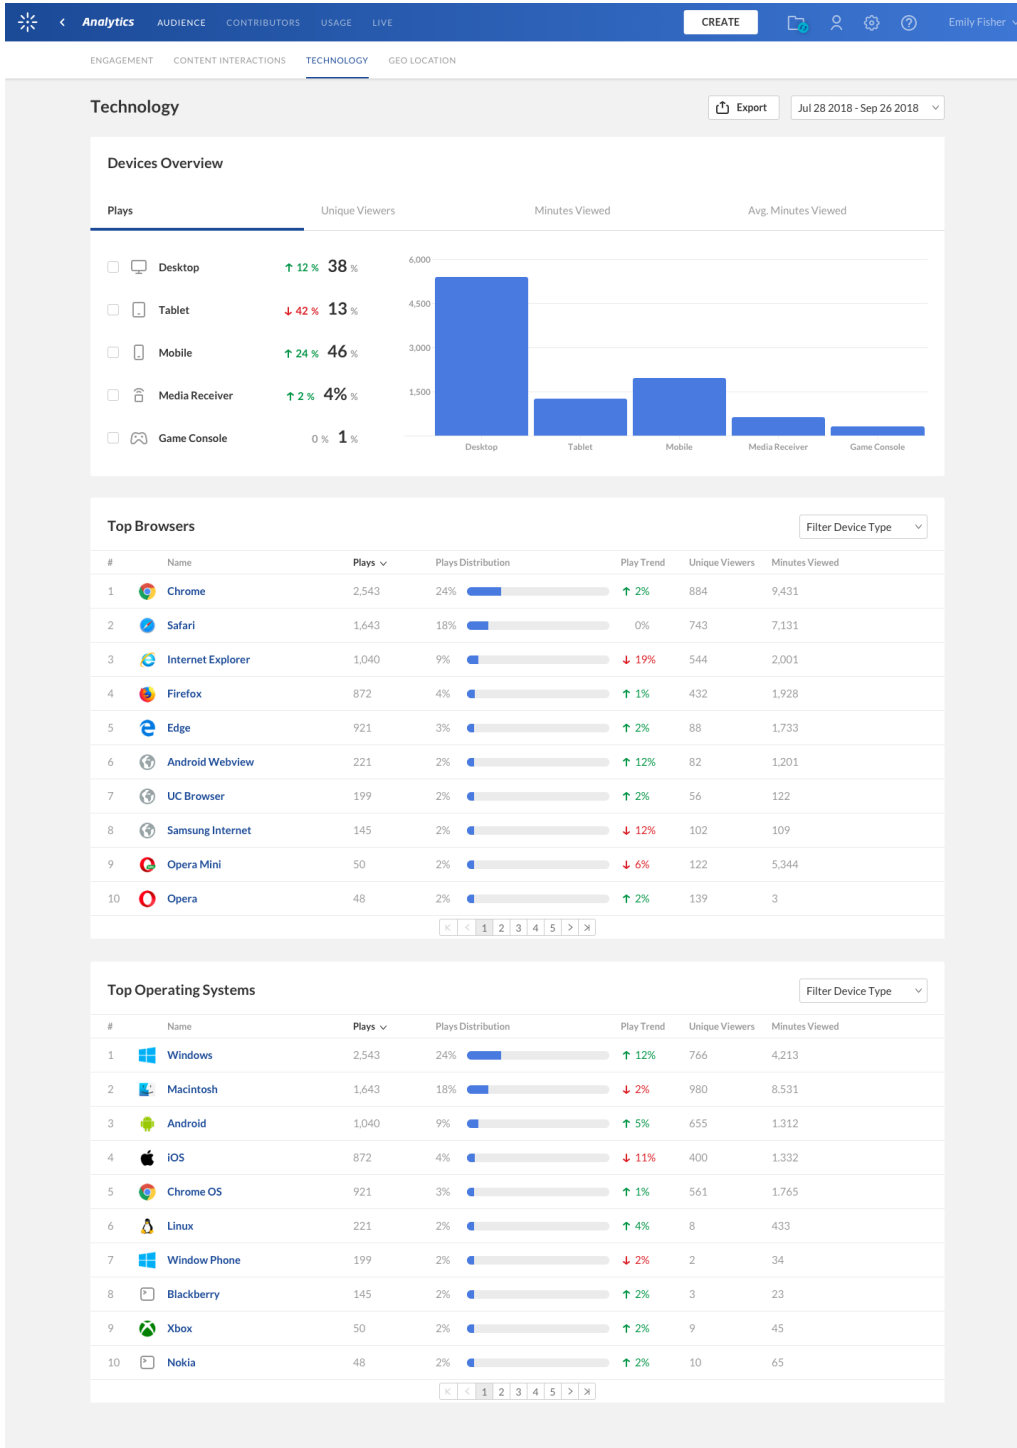 Analytics AUDIENCE CONTRIBUTORS USAGE LIVE CREATE Emily Fisher
ENGAGEMENT CONTENT INTERACTIONS TECHNOLOGY GEO LOCATION
Technology Export Jul 28 2018 - Sep 26 2018
Devices Overview
Plays Unique Viewers Minutes Viewed Avg. Minutes Viewed
Desktop 12 % 38 %
Tablet 42 % 13 %
Mobile 24 % 46 %
Media Receiver 2 % 4% %
Game Console 0 % 1 %
6,000
4,500
3,000
1,500
Desktop Tablet Mobile Media Receiver Game Console
Top Browsers Filter Device Type
# Name Plays Plays Distribution Play Trend Unique Viewers Minutes Viewed
1 Chrome 2,543 24% 2% 884 9,431
2 Safari 1,643 18% 0% 743 7,131
3 Internet Explorer 1,040 9% 19% 544 2,001
4 Firefox 872 4% 1% 432 1,928
5 Edge 921 3% 2% 88 1,733
6 Android Webview 221 2% 12% 82 1,201
7 UC Browser 199 2% 2% 56 122
8 Samsung Internet 145 2% 12% 102 109
9 Opera Mini 50 2% 6% 122 5,344
10 Opera 48 2% 2% 139 3
1 2 3 4 5
Top Operating Systems Filter Device Type
# Name Plays Plays Distribution Play Trend Unique Viewers Minutes Viewed
1 Windows 2,543 24% 12% 766 4,213
2 Macintosh 1,643 18% 2% 980 8.531
3 Android 1,040 9% 5% 655 1.312
4 iOS 872 4% 11% 400 1.332
5 Chrome OS 921 3% 1% 561 1.765
6 Linux 221 2% 4% 8 433
7 Window Phone 199 2% 2% 2 34
8 Blackberry 145 2% 2% 3 23
9 Xbox 50 2% 2% 9 45
10 Nokia 48 2% 2% 10 65
1 2 3 4 5